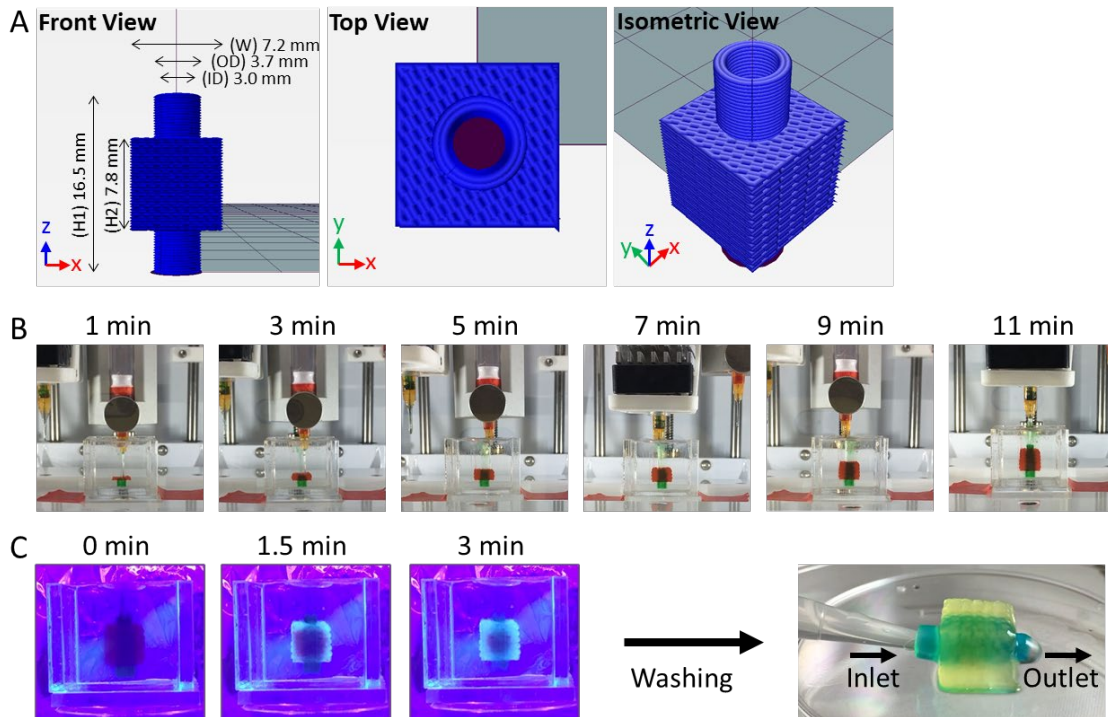 A
Front View
(W) 7.2 mm
(OD) 3.7 mm
(ID) 3.0 mm
(H1) 16.5 mm
(H2) 7.8 mm
z
x
Top View
y
x
Isometric View
z
y
x
B
1 min
3 min
5 min
7 min
9 min
11 min
C
0 min
1.5 min
3 min
Washing
Inlet
Outlet